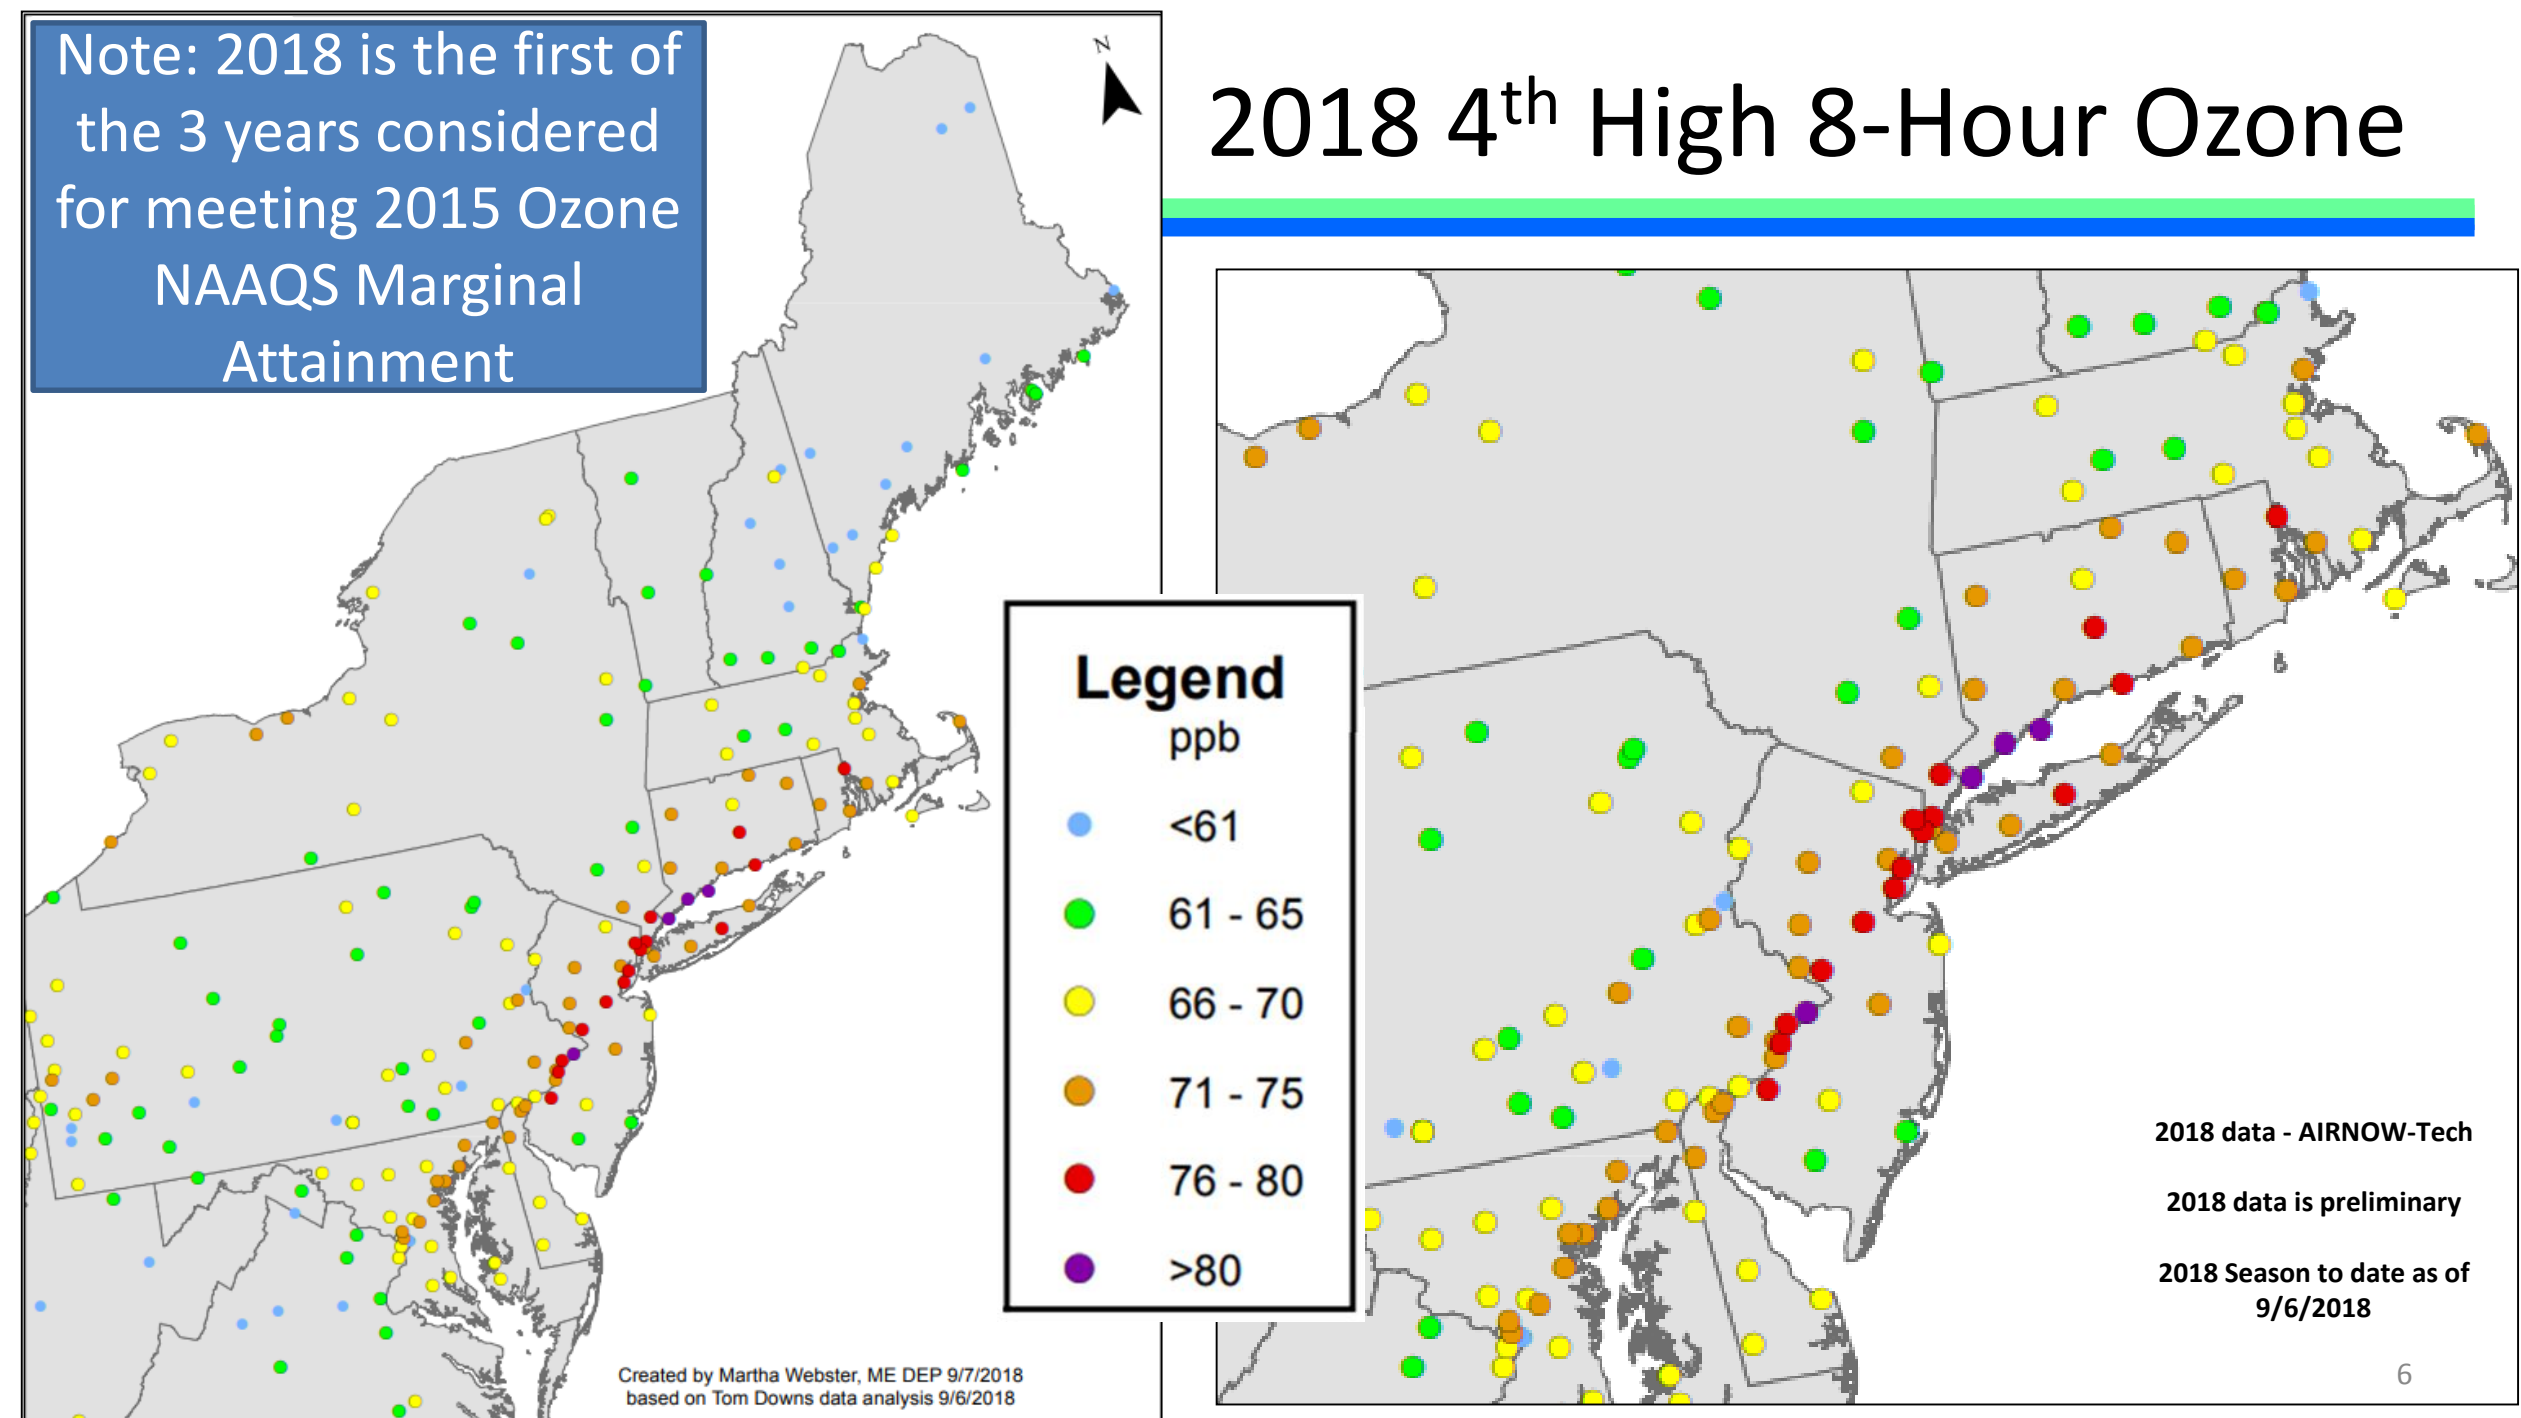 Note: 2018 is the first of
the 3 years considered
for meeting 2015 Ozone
NAAQS Marginal
Attainment
N
2018 4th High 8-Hour Ozone
Legend
ppb
<61
61 - 65
66 - 70
71 - 75
76 - 80
>80
2018 data - AIRNOW-Tech
2018 data is preliminary
2018 Season to date as of
9/6/2018
6
Created by Martha Webster, ME DEP 9/7/2018
based on Tom Downs data analysis 9/6/2018